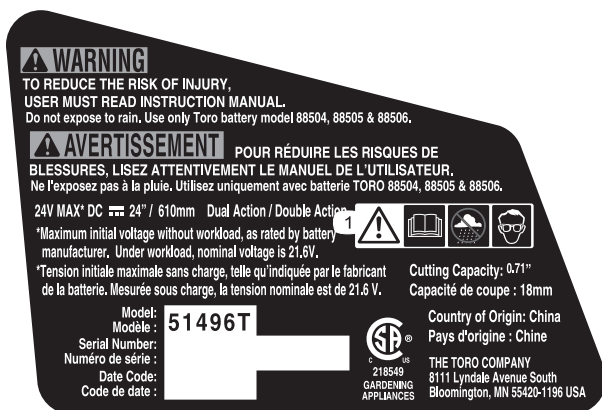 WARNING
TO REDUCE THE RISK OF INJURY,
USER MUST READ INSTRUCTION MANUAL.
Do not expose to rain. Use only Toro battery model 88504, 88505 & 88506.
AVERTISSEMENT POUR RÉDUIRE LES RISQUES DE
BLESSURES, LISEZ ATTENTIVEMENT LE MANUEL DE L'UTILISATEUR.
Ne l'exposez pas à la pluie. Utilisez uniquement avec batterie TORO 88504, 88505 & 88506.
24V MAX* DC 24" / 610mm Dual Action / Double Action
1
*Maximum initial voltage without workload, as rated by battery
manufacturer. Under workload, nominal voltage is 21.6V.
*Tension initiale maximale sans charge, telle qu'indiquée par le fabricant
de la batterie. Mesurée sous charge, la tension nominale est de 21.6 V.
Cutting Capacity: 0.71"
Capacité de coupe : 18mm
Model:
Modèle :
51496T
Serial Number:
Numéro de série :
Date Code:
Code de date :
SA ®
C US
218549
GARDENING
APPLIANCES
Country of Origin: China
Pays d'origine : Chine
THE TORO COMPANY
8111 Lyndale Avenue South
Bloomington, MN 55420-1196 USA